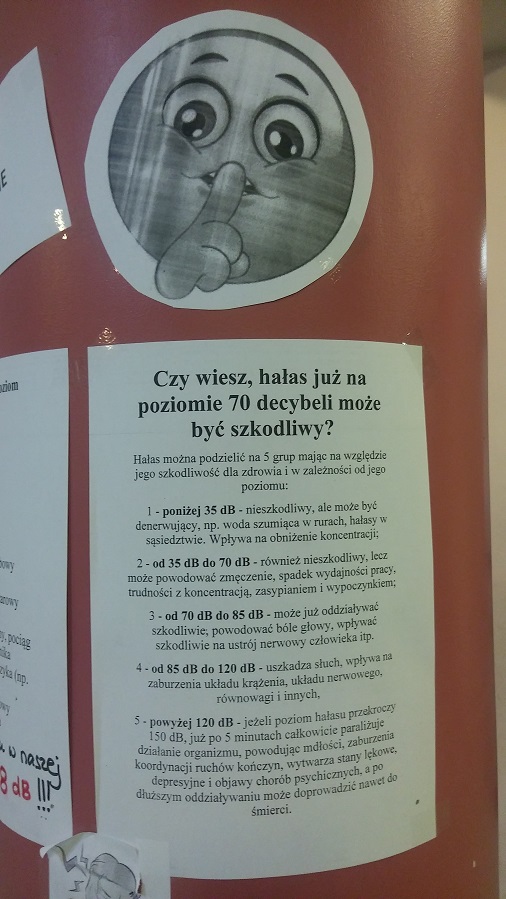 Czy wiesz, hałas już na
poziomie 70 decybeli może
być szkodliwy?
Hałas można podzielić na 5 grup mając na względzie
jego szkodliwość dla zdrowia i w zależności od jego
poziomu:
1 - poniżej 35 dB - nieszkodliwy, ale może być
denerwujący, np. woda szumiąca w rurach, hałasy w
sąsiedztwie. Wpływa na obniżenie koncentracji;
2 - od 35 dB do 70 dB - również nieszkodliwy, lecz
może powodować zmęczenie, spadek wydajności pracy,
trudności z koncentracją, zasypianiem i wypoczynkiem;
3 - od 70 dB do 85 dB - może już oddziaływać
szkodliwie, powodować bóle głowy, wpływać
szkodliwie na ustrój nerwowy człowieka itp.
4 - od 85 dB do 120 dB - uszkadza słuch, wpływa na
zaburzenia układu krążenia, układu nerwowego,
równowagi i innych,
5 - powyżej 120 dB - jeżeli poziom hałasu przekroczy
150 dB, już po 5 minutach całkowicie paraliżuje
działanie organizmu, powodując mdłości, zaburzenia
koordynacji ruchów kończyn, wytwarza stany lękowe,
depresyjne i objawy chorób psychicznych, a po
dłuższym oddziaływaniu może doprowadzić nawet do
śmierci.
pociąg
(np.
w naszej
8 dB !!!